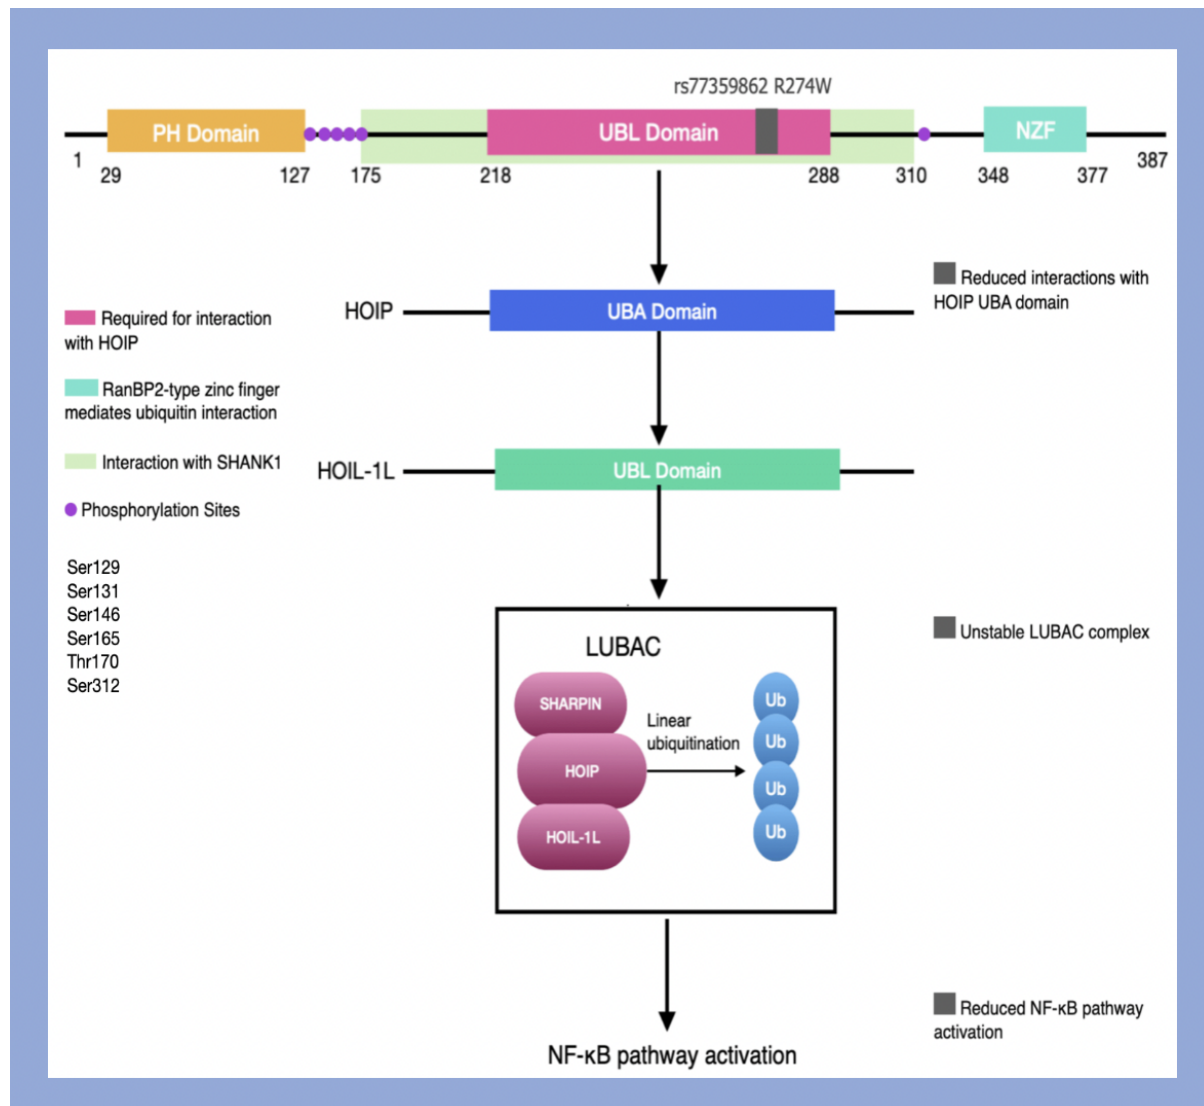 rs77359862 R274W
PH Domain
UBL Domain
NZF
1
29
127
175
218
288
310
348
377
387
Reduced interactions with
HOIP UBA domain
HOIP
UBA Domain
Required for interaction
with HOIP
RanBP2-type zinc finger
mediates ubiquitin interaction
Interaction with SHANK1
HOIL-1L
UBL Domain
Phosphorylation Sites
Ser129
Ser131
Ser146
Ser165
Thr170
Ser312
LUBAC
SHARPIN
HOIP
HOIL-1L
Linear
ubiquitination
Ub
Ub
Ub
Ub
Unstable LUBAC complex
Reduced NF-κB pathway
activation
NF-κB pathway activation